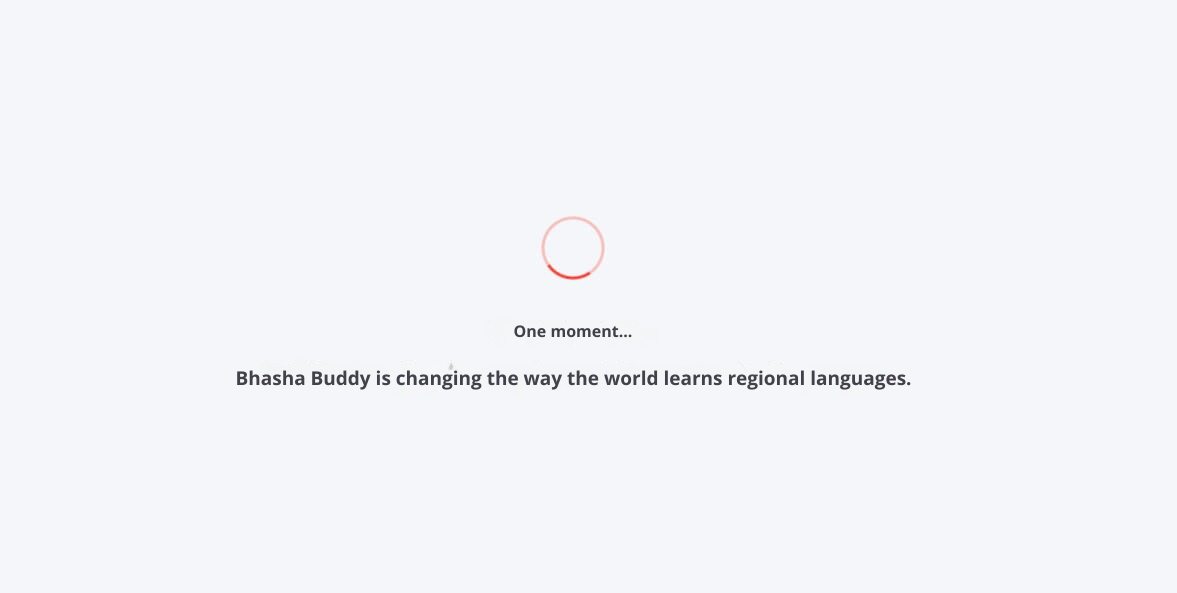 One moment...
Bhasha Buddy is changing the way the world learns regional languages.